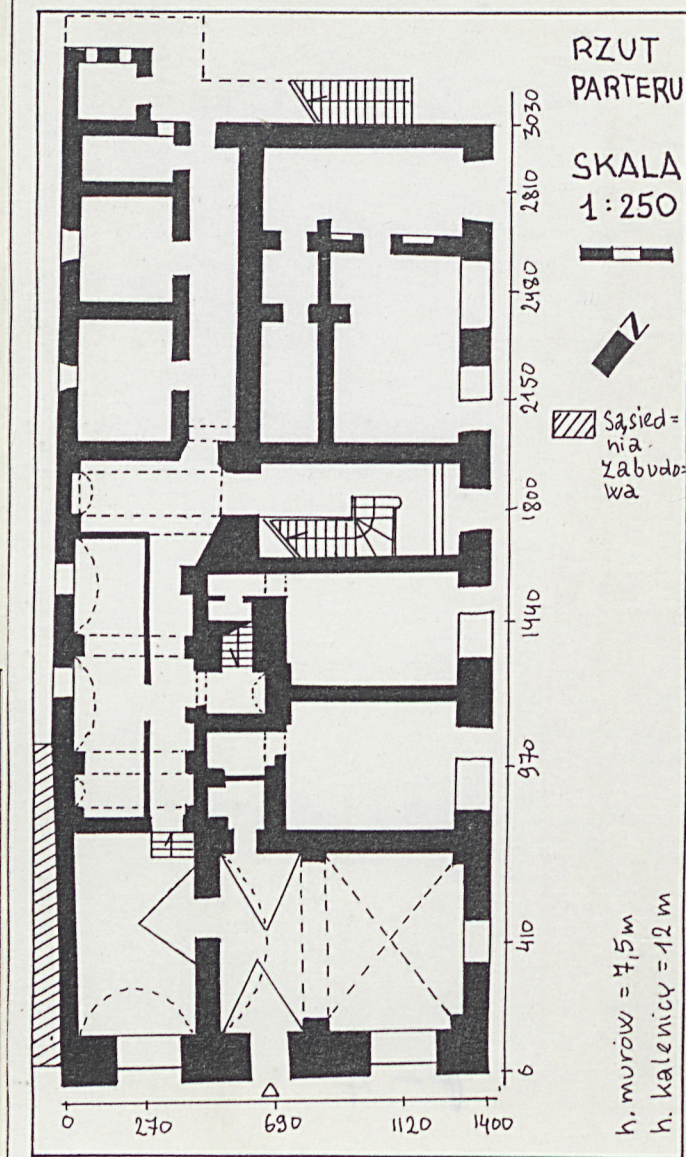 RZUT
PARTERU
SKALA
1:250
N
Sąsied=
nia
zabudo=
wa
3030
2810
2480
2150
1800
1440
970
410
6
h. murów = 7,5m
h. kalenicy = 12 m
0 270 690 1120 1400